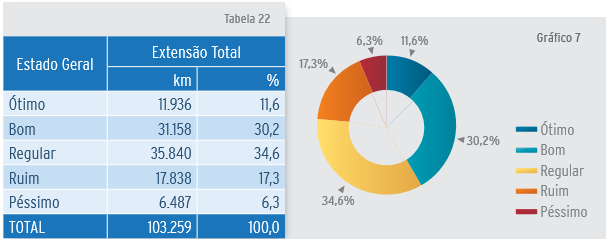 Tabela 22
Estado Geral Extensão Total
km %
Ótimo 11.936 11,6
Bom 31.158 30,2
Regular 35.840 34,6
Ruim 17.838 17,3
Péssimo 6.487 6,3
TOTAL 103.259 100,0
Gráfico 7
6,3% 11,6%
17,3%
30,2%
34,6%
Ótimo
Bom
Regular
Ruim
Péssimo